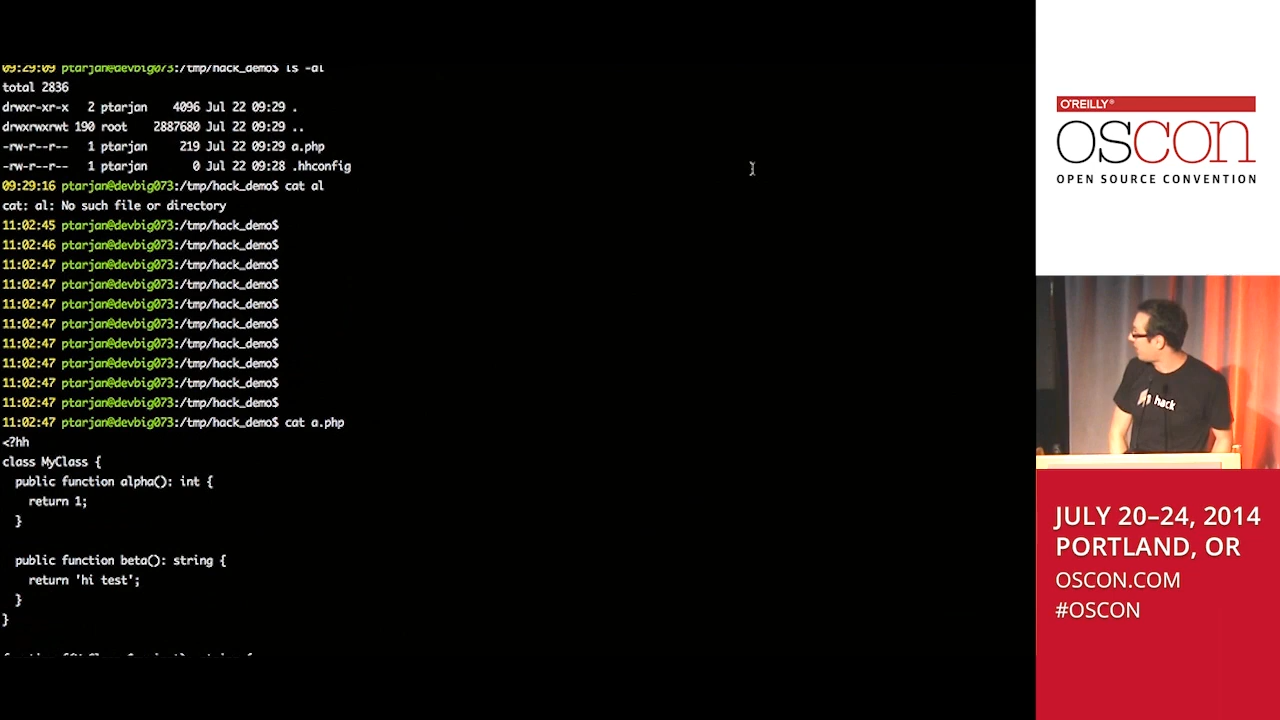 09:29:09 ptarjan@devbig073:/tmp/hack_demo$ ls -al
total 2836
drwxr-xr-x   2 ptarjan    4096 Jul 22 09:29 .
drwxrwxrwt 190 root    2887680 Jul 22 09:29 ..
-rw-r--r--   1 ptarjan     219 Jul 22 09:29 a.php
-rw-r--r--   1 ptarjan       0 Jul 22 09:28 .hhconfig
09:29:16 ptarjan@devbig073:/tmp/hack_demo$ cat al
cat: al: No such file or directory
11:02:45 ptarjan@devbig073:/tmp/hack_demo$
11:02:46 ptarjan@devbig073:/tmp/hack_demo$
11:02:47 ptarjan@devbig073:/tmp/hack_demo$
11:02:47 ptarjan@devbig073:/tmp/hack_demo$
11:02:47 ptarjan@devbig073:/tmp/hack_demo$
11:02:47 ptarjan@devbig073:/tmp/hack_demo$
11:02:47 ptarjan@devbig073:/tmp/hack_demo$
11:02:47 ptarjan@devbig073:/tmp/hack_demo$
11:02:47 ptarjan@devbig073:/tmp/hack_demo$
11:02:47 ptarjan@devbig073:/tmp/hack_demo$
11:02:47 ptarjan@devbig073:/tmp/hack_demo$ cat a.php
<?hh
class MyClass {
  public function alpha(): int {
    return 1;
  }
  public function beta(): string {
    return 'hi test';
  }
}
O'REILLY®
OSCON
OPEN SOURCE CONVENTION
hack
JULY 20–24, 2014
PORTLAND, OR
OSCON.COM
#OSCON